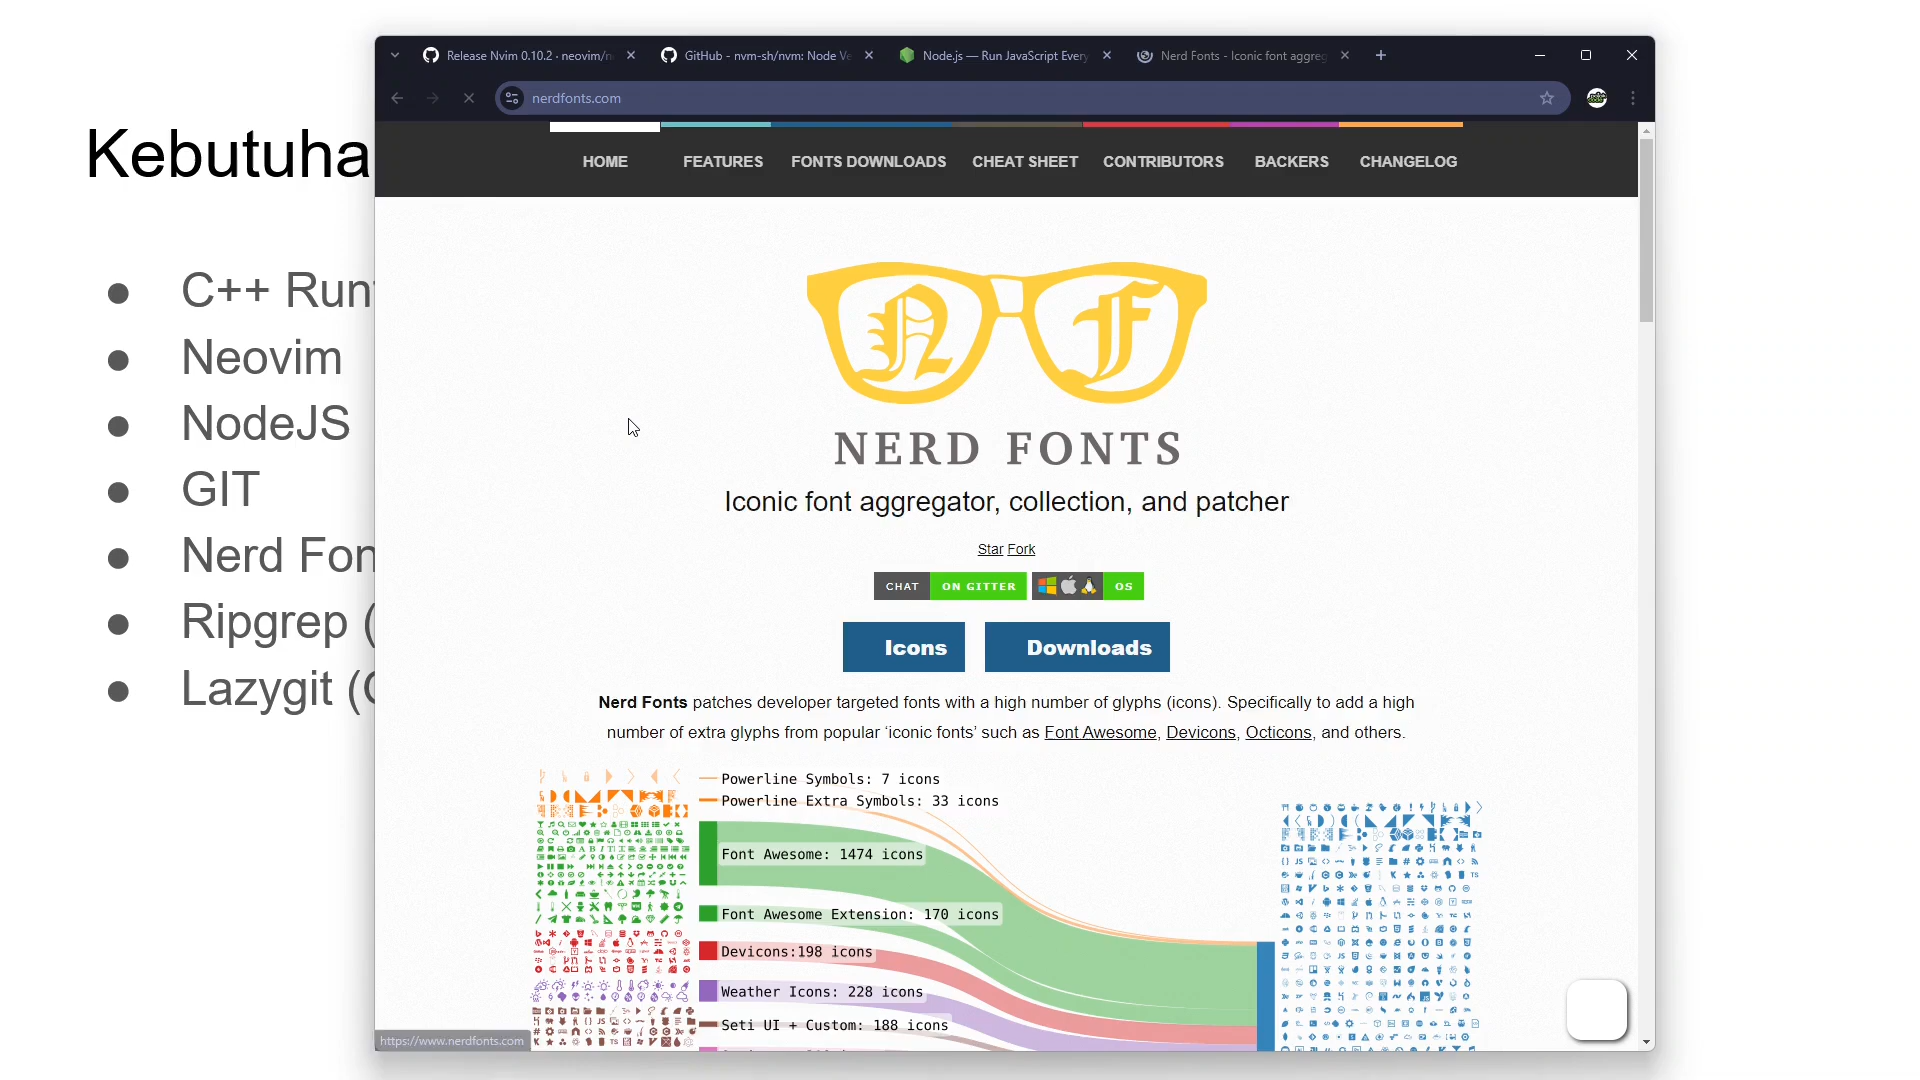 Release Nvim 0.10.2 · neovim/n
GitHub - nvm-sh/nvm: Node Ve
Node.js — Run JavaScript Every
Nerd Fonts - Iconic font aggreg
nerdfonts.com
HOME FEATURES FONTS DOWNLOADS CHEAT SHEET CONTRIBUTORS BACKERS CHANGELOG
Kebutuha
C++ Run
Neovim
NodeJS
GIT
Nerd Fon
Ripgrep (
Lazygit (
NF
NERD FONTS
Iconic font aggregator, collection, and patcher
Star Fork
CHAT ON GITTER OS
Icons Downloads
Nerd Fonts patches developer targeted fonts with a high number of glyphs (icons). Specifically to add a high
number of extra glyphs from popular ‘iconic fonts’ such as Font Awesome, Devicons, Octicons, and others.
Powerline Symbols: 7 icons
Powerline Extra Symbols: 33 icons
Font Awesome: 1474 icons
Font Awesome Extension: 170 icons
Devicons:198 icons
Weather Icons: 228 icons
Seti UI + Custom: 188 icons
https://www.nerdfonts.com